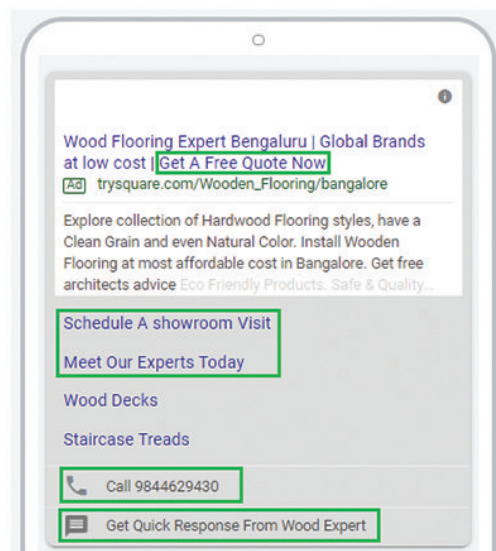 Wood Flooring Expert Bengaluru | Global Brands
at low cost | Get A Free Quote Now
Ad trysquare.com/Wooden_Flooring/bangalore
Explore collection of Hardwood Flooring styles, have a
Clean Grain and even Natural Color. Install Wooden
Flooring at most affordable cost in Bangalore. Get free
architects advice Eco Friendly Products. Safe & Quality...
Schedule A showroom Visit
Meet Our Experts Today
Wood Decks
Staircase Treads
Call 9844629430
Get Quick Response From Wood Expert